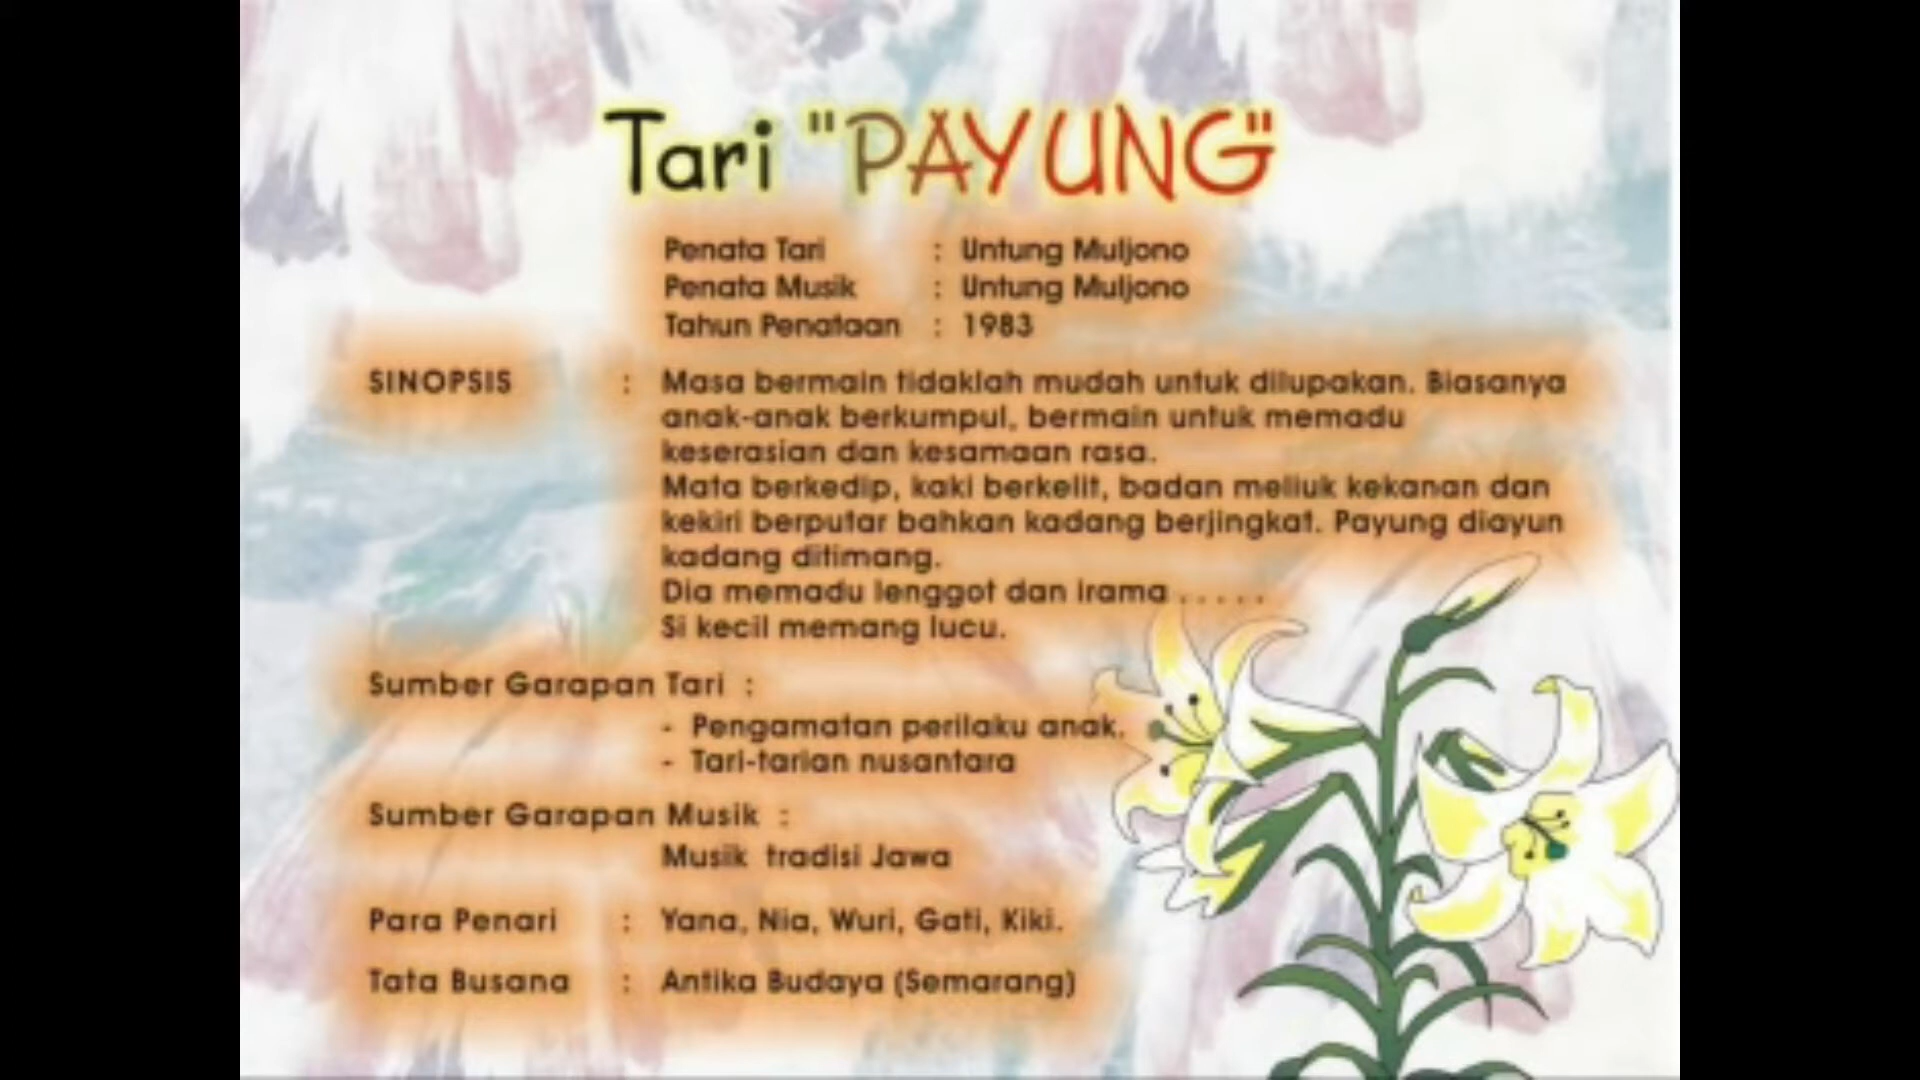 Tari "PAYUNG"
Penata Tari : Untung Muljono
Penata Musik : Untung Muljono
Tahun Penataan : 1983
SINOPSIS : Masa bermain tidaklah mudah untuk dilupakan. Biasanya
anak-anak berkumpul, bermain untuk memadu
keserasian dan kesamaan rasa.
Mata berkedip, kaki berkelit, badan meliuk kekanan dan
kekiri berputar bahkan kadang berjingkat. Payung diayun
kadang ditimang.
Dia memadu lenggot dan irama . . . . .
Si kecil memang lucu.
Sumber Garapan Tari :
- Pengamatan perilaku anak.
- Tari-tarian nusantara
Sumber Garapan Musik :
Musik tradisi Jawa
Para Penari : Yana, Nia, Wuri, Gati, Kiki.
Tata Busana : Antika Budaya (Semarang)